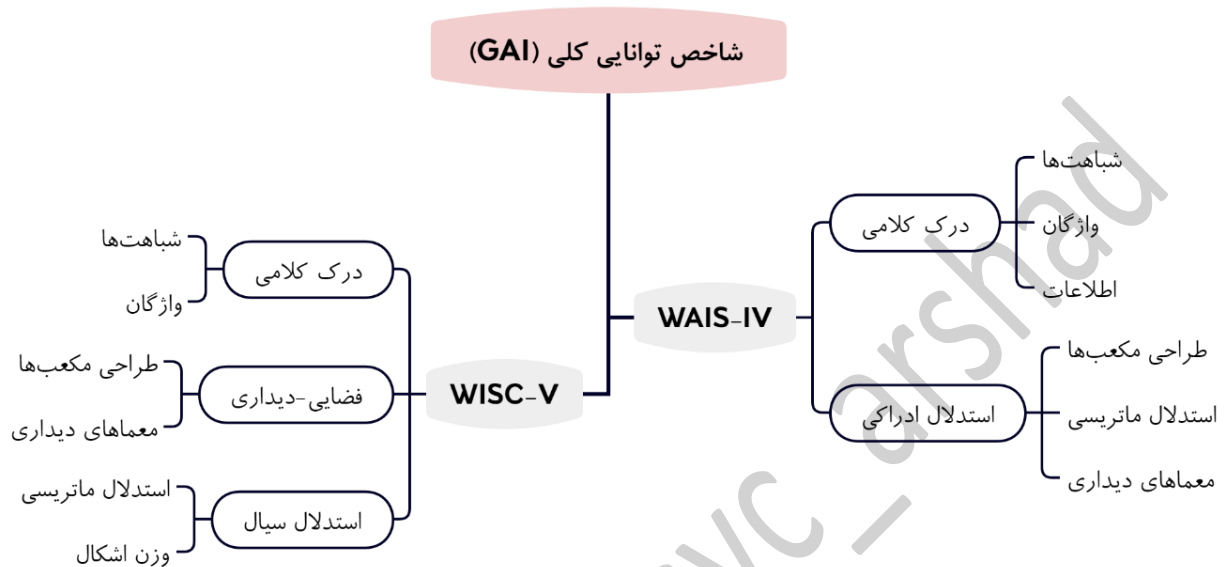 شاخص توانایی کلی (GAI)
WAIS-IV
درک کلامی
شباهت‌ها
واژگان
اطلاعات
استدلال ادراکی
طراحی مکعب‌ها
استدلال ماتریسی
معماهای دیداری
WISC-V
درک کلامی
شباهت‌ها
واژگان
فضایی-دیداری
طراحی مکعب‌ها
معماهای دیداری
استدلال سیال
استدلال ماتریسی
وزن اشکال